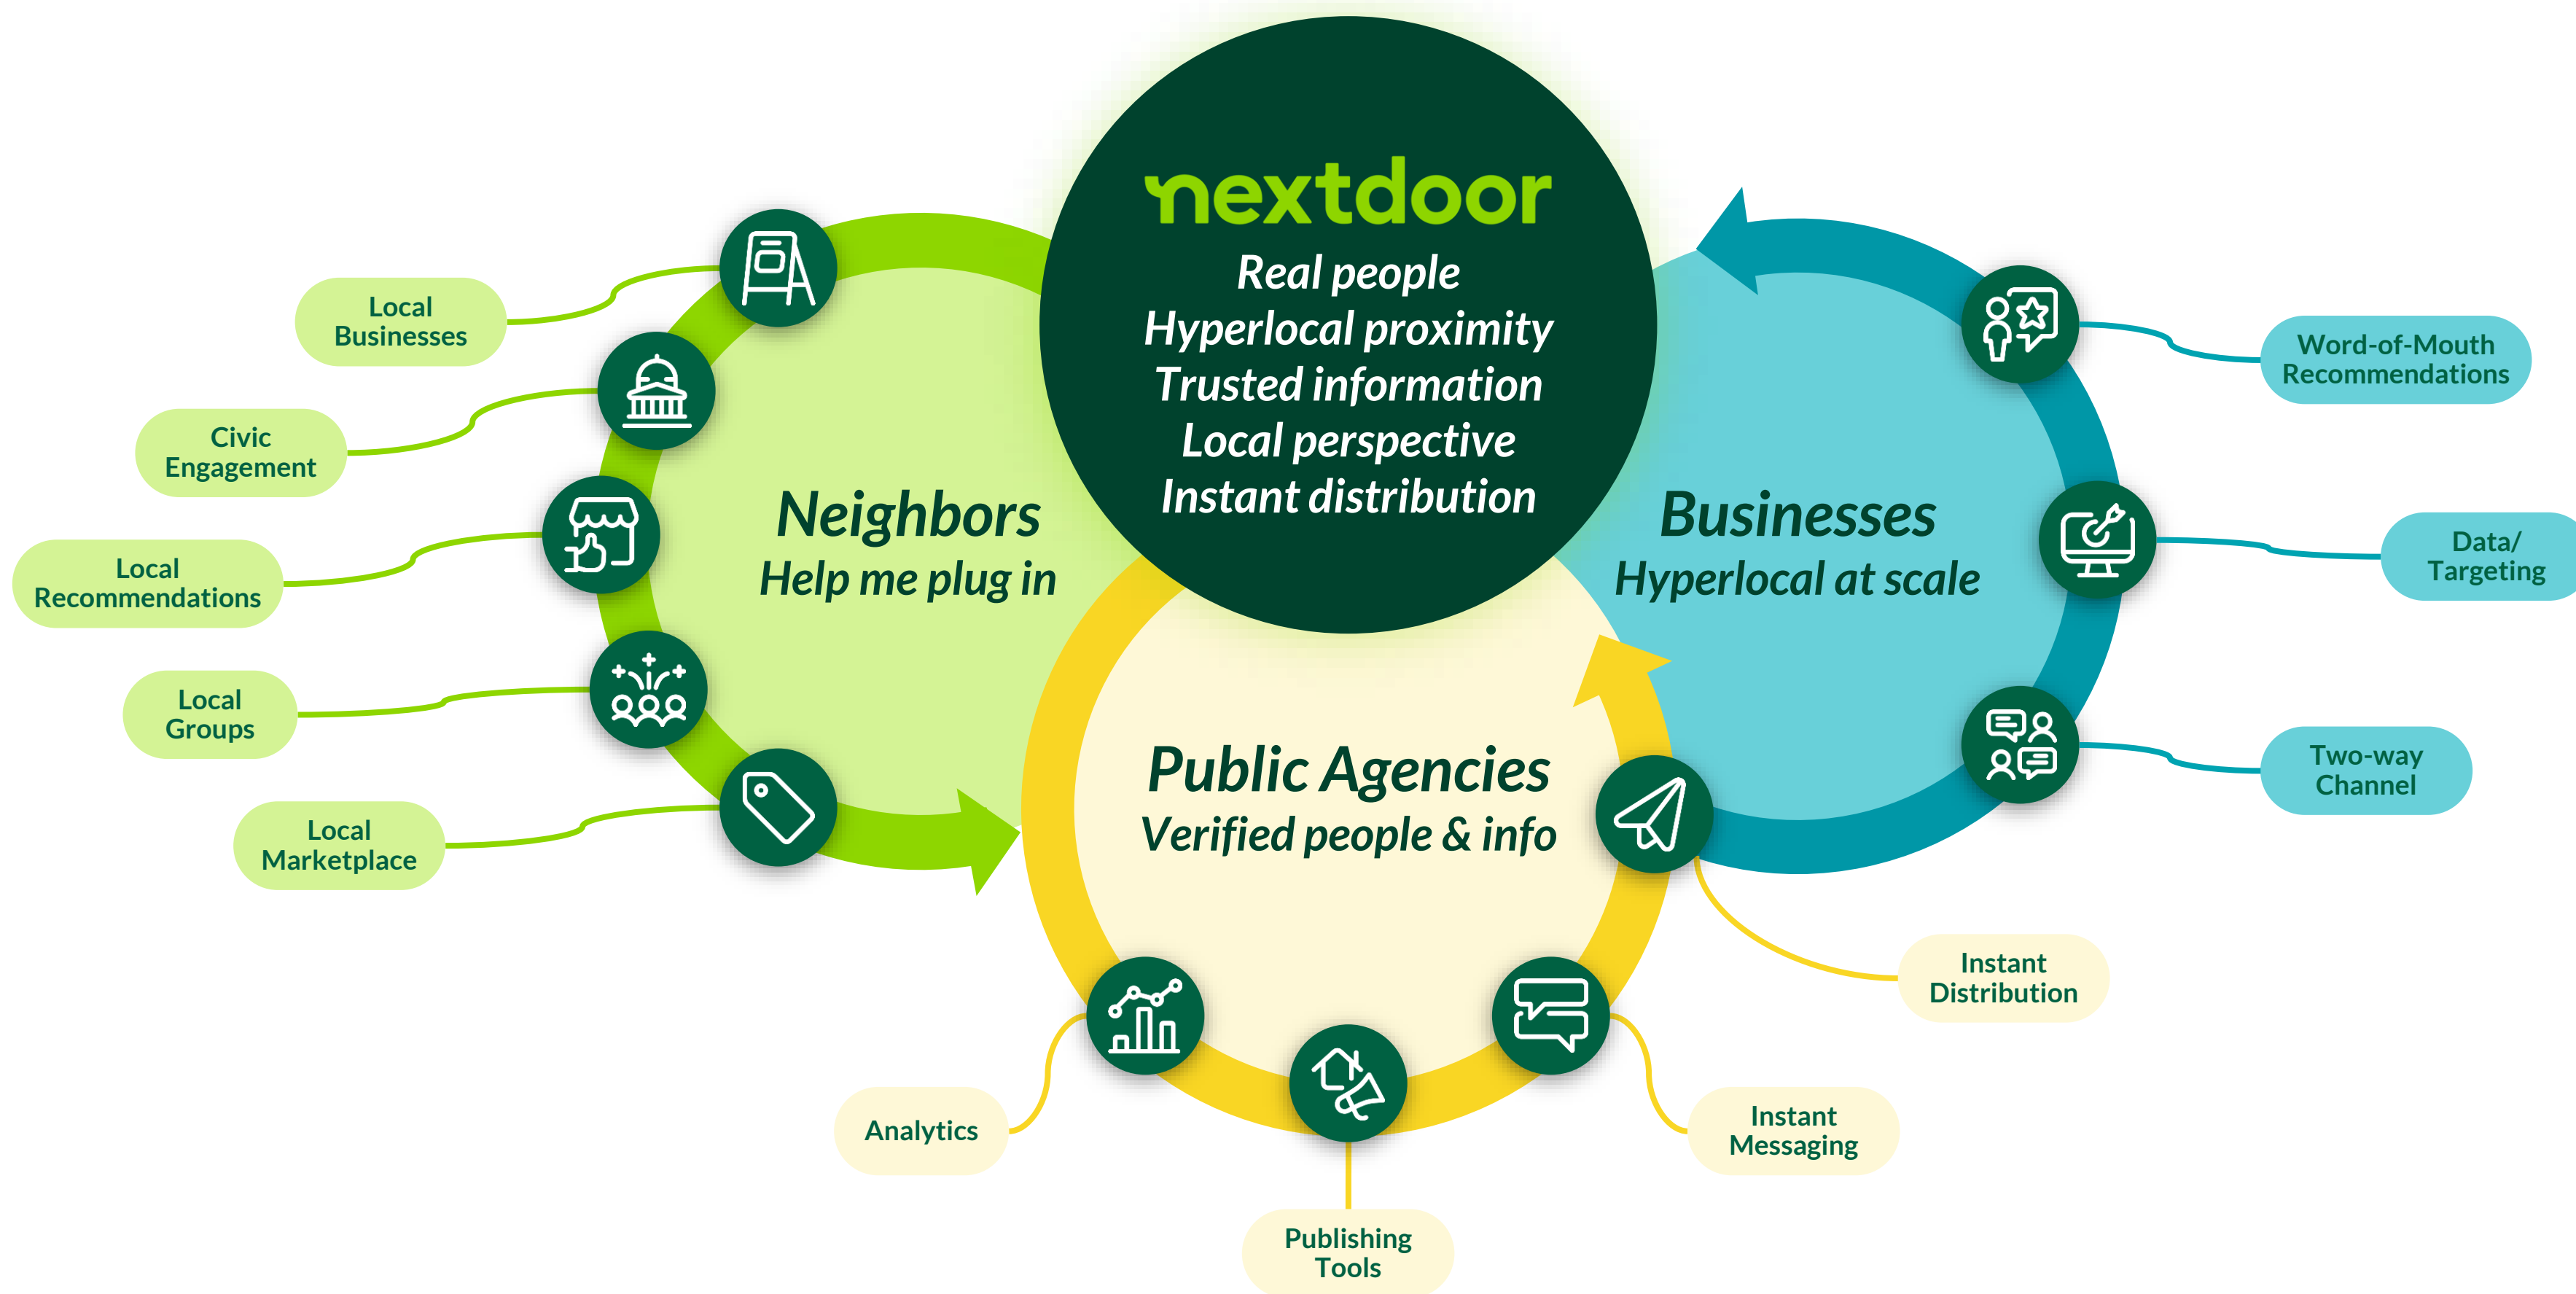 nextdoor
Real people
Hyperlocal proximity
Trusted information
Local perspective
Instant distribution
Neighbors
Help me plug in
Local
Businesses
Civic
Engagement
Local
Recommendations
Local
Groups
Local
Marketplace
Public Agencies
Verified people & info
Analytics
Publishing
Tools
Instant
Messaging
Instant
Distribution
Businesses
Hyperlocal at scale
Word-of-Mouth
Recommendations
Data/
Targeting
Two-way
Channel